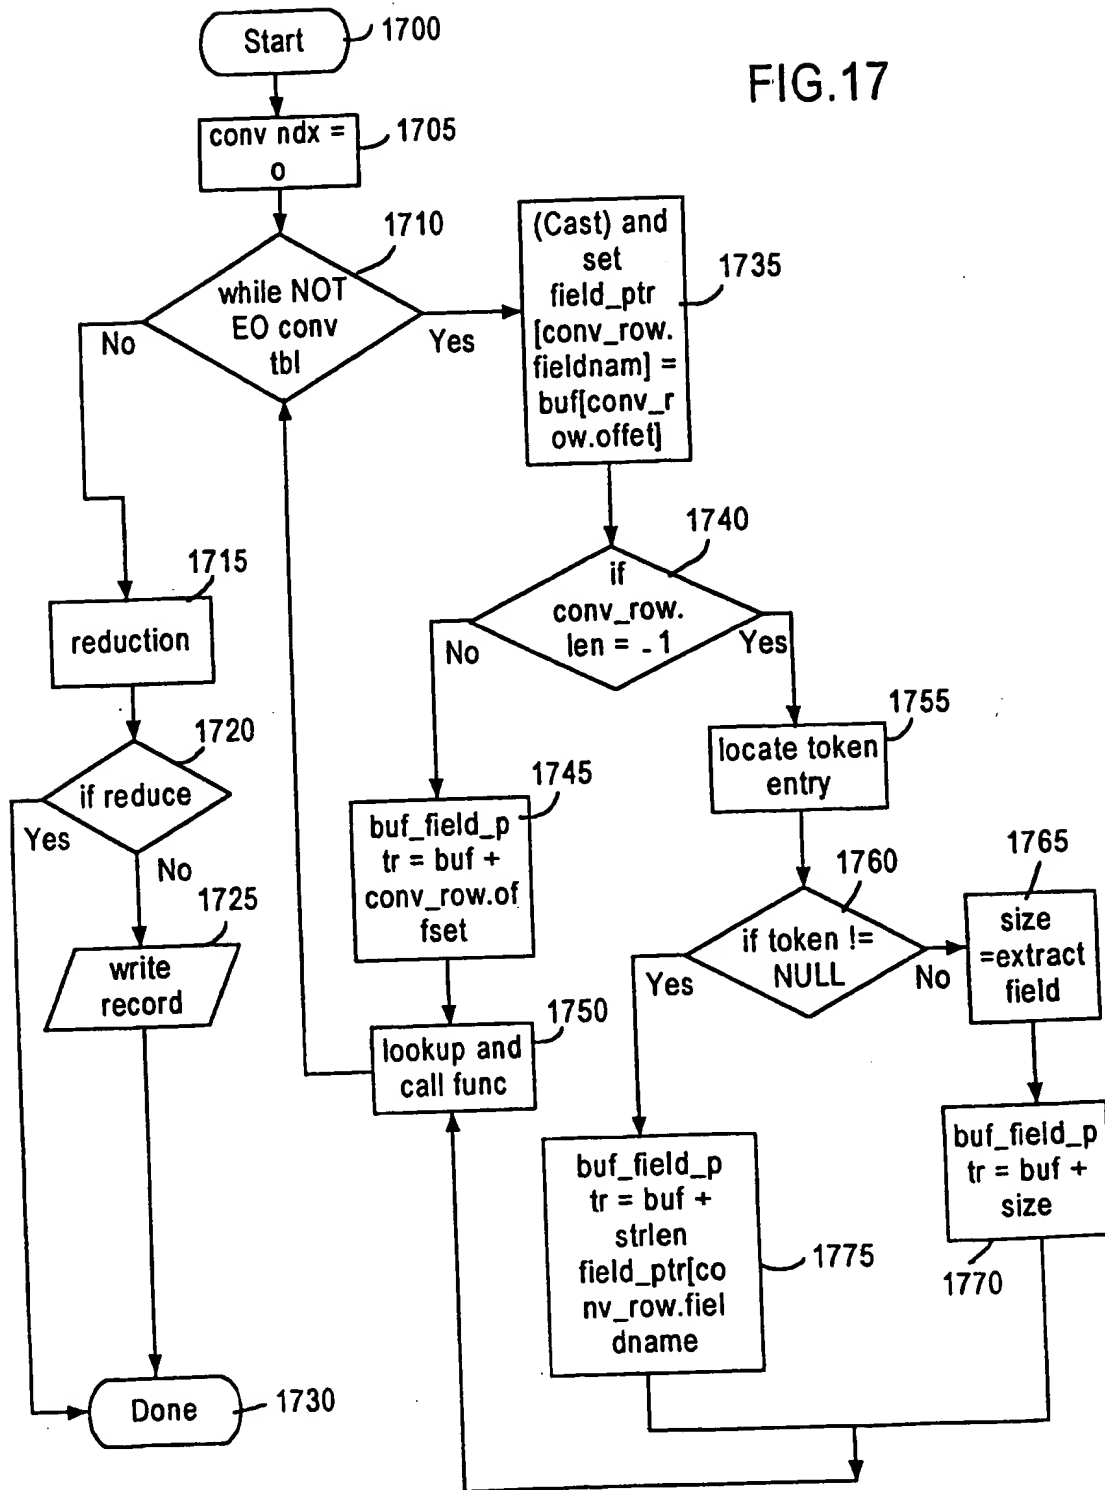 FIG.17
Start
1700
conv ndx =
o
1705
while NOT
EO conv
tbl
1710
No
Yes
(Cast) and
set
field_ptr
[conv_row.
fieldnam] =
buf[conv_r
ow.offet]
1735
if
conv_row.
len = -1
1740
No
Yes
reduction
1715
if reduce
1720
Yes
No
write
record
1725
Done
1730
buf_field_p
tr = buf +
conv_row.of
fset
1745
lookup and
call func
1750
locate token
entry
1755
if token !=
NULL
1760
Yes
No
size
=extract
field
1765
buf_field_p
tr = buf +
size
1770
buf_field_p
tr = buf +
strlen
field_ptr[co
nv_row.fiel
dname
1775